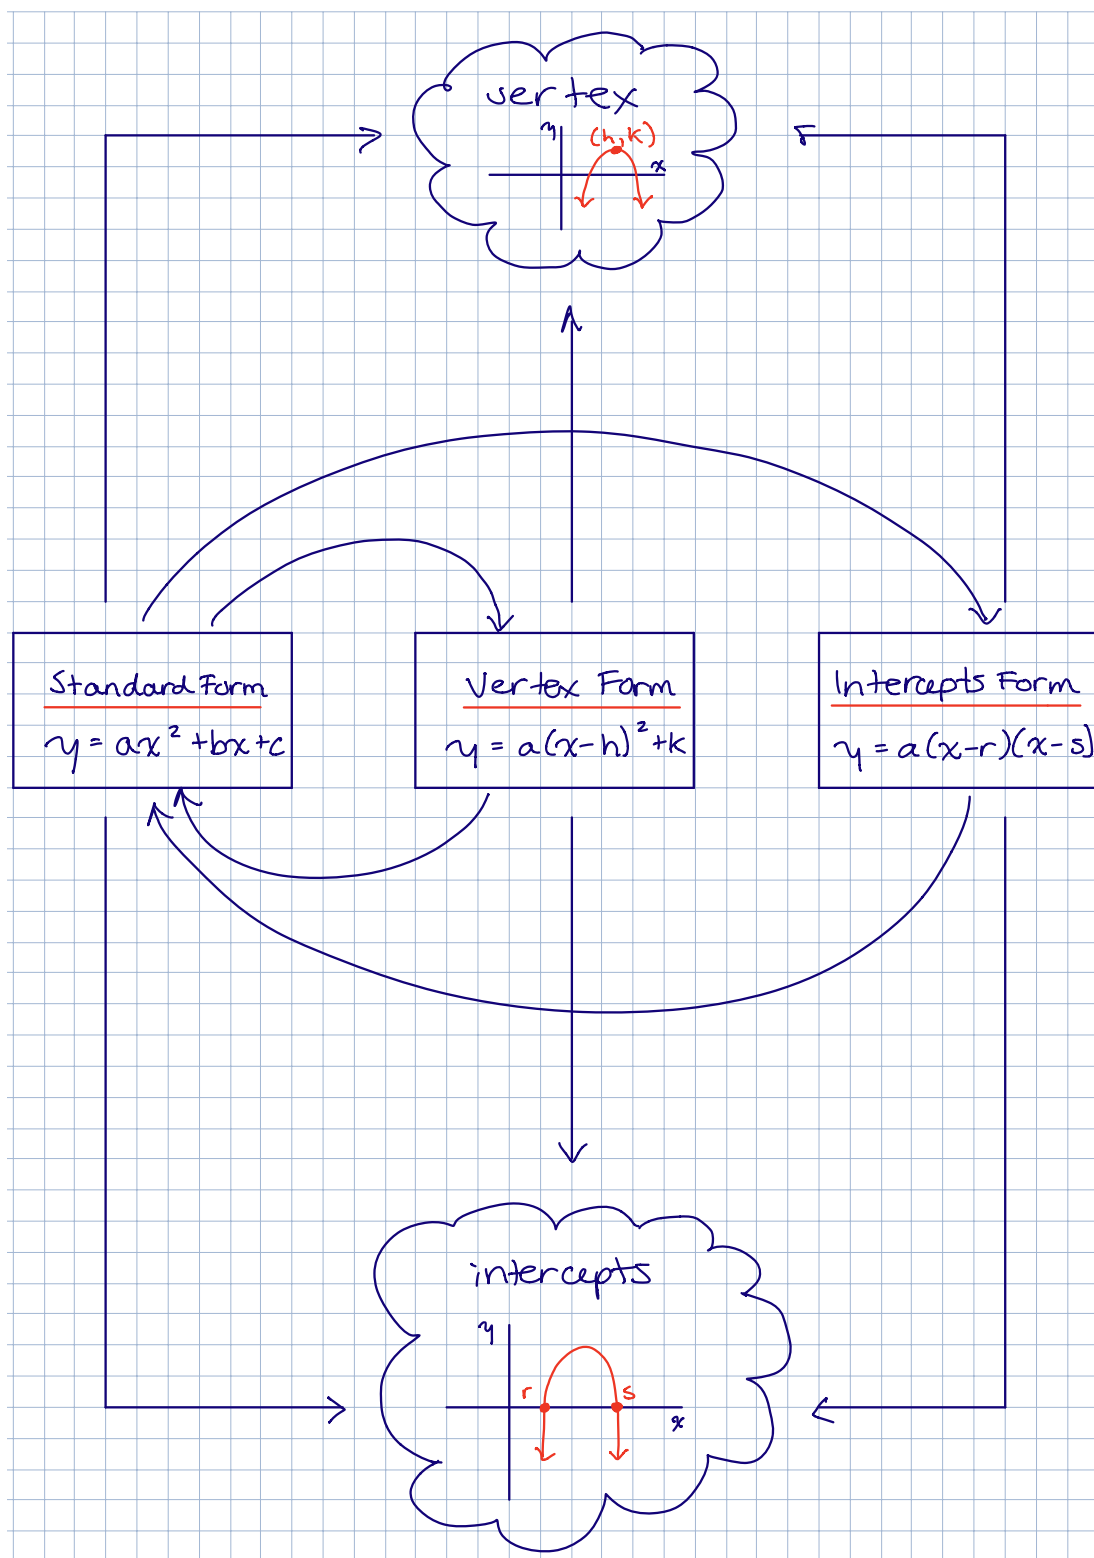 vertex
y
(h,k)
x
Standard Form
y = ax² + bx + c
Vertex Form
y = a(x-h)² + k
Intercepts Form
y = a(x-r)(x-s)
intercepts
y
r
s
x